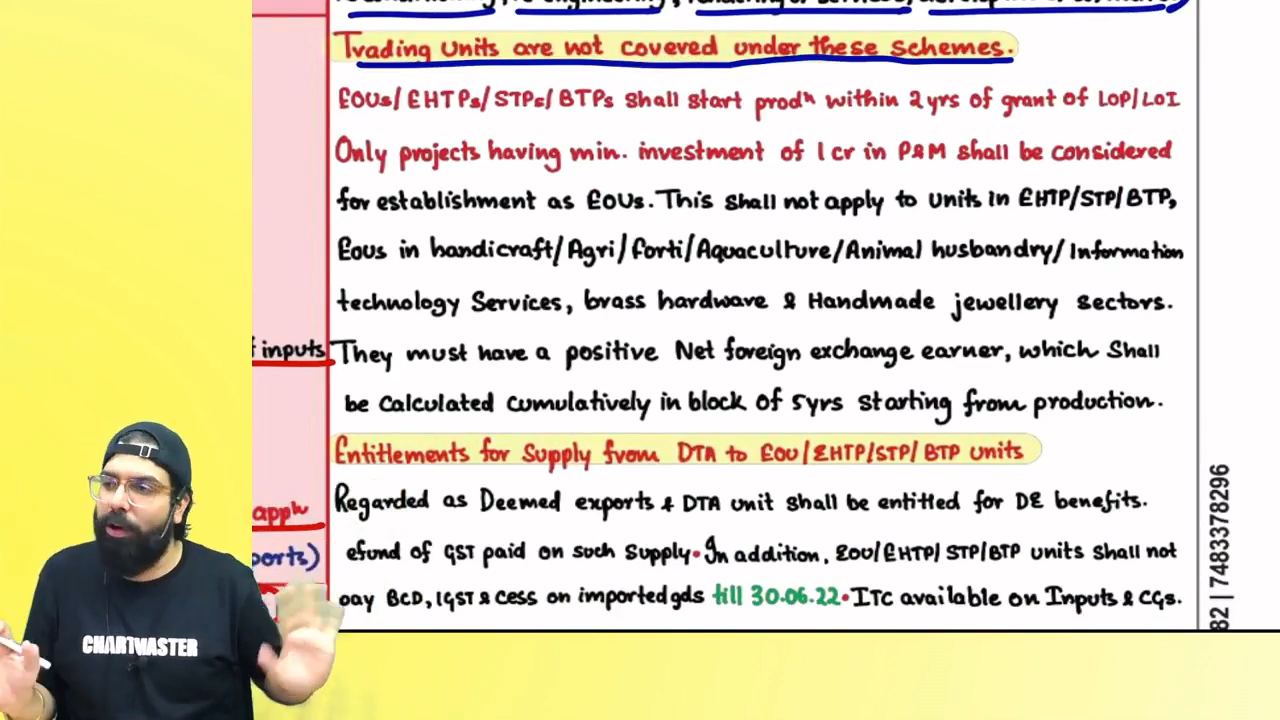 Trading Units are not covered under these schemes.
EOUs/EHTPs/STPs/BTPs shall start prodⁿ within 2yrs of grant of LOP/LOI
Only projects having min. investment of 1 cr in P&M shall be considered
for establishment as EOUs. This shall not apply to units in EHTP/STP/BTP,
EOUs in handicraft/Agri/Forti/Aquaculture/Animal husbandry/Information
technology Services, brass hardware & Handmade jewellery sectors.
inputs They must have a positive Net foreign exchange earner, which shall
be calculated cumulatively in block of 5yrs starting from production.
Entitlements for Supply from DTA to EOU/EHTP/STP/BTP units
Regarded as Deemed exports & DTA unit shall be entitled for DE benefits.
efund of GST paid on such supply. In addition, EOU/EHTP/STP/BTP units shall not
pay BCD, IGST & Cess on imported gds till 30.06.22. ITC available on Inputs & CGs.
applⁿ
ports)
82 | 7483378296
CHARTMASTER